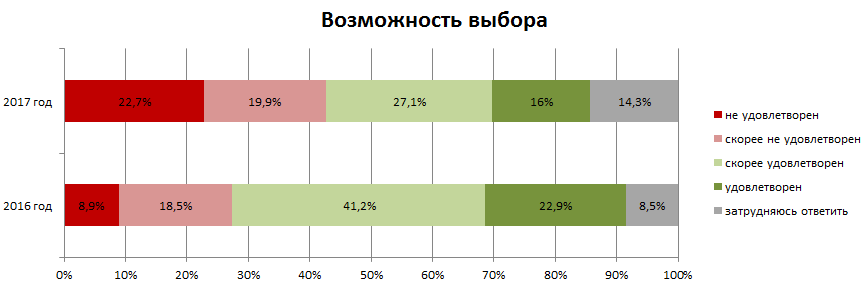 Возможность выбора
2017 год
22,7%
19,9%
27,1%
16%
14,3%
2016 год
8,9%
18,5%
41,2%
22,9%
8,5%
0%
10%
20%
30%
40%
50%
60%
70%
80%
90%
100%
не удовлетворен
скорее не удовлетворен
скорее удовлетворен
удовлетворен
затрудняюсь ответить